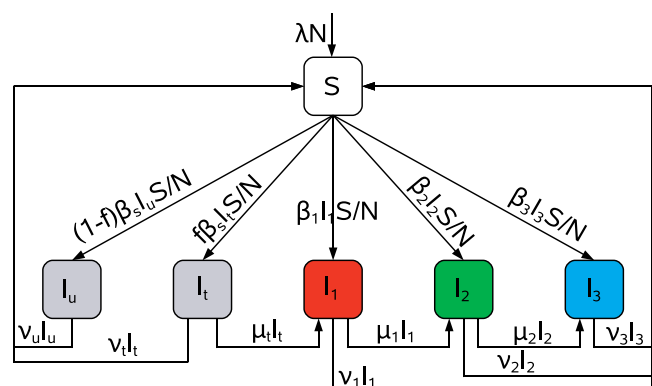 λN
S
(1-f)βₛIᵤS/N
fβₛIₜS/N
β₁I₁S/N
β₂I₂S/N
β₃I₃S/N
Iᵤ
Iₜ
I₁
I₂
I₃
νᵤIᵤ
νₜIₜ
μₜIₜ
μ₁I₁
ν₁I₁
μ₂I₂
ν₂I₂
ν₃I₃